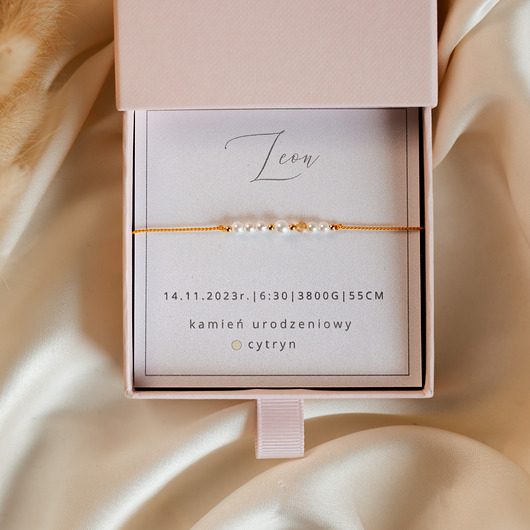 Leon
14.11.2023r.|6:30|3800G|55CM
kamień urodzeniowy
cytryn